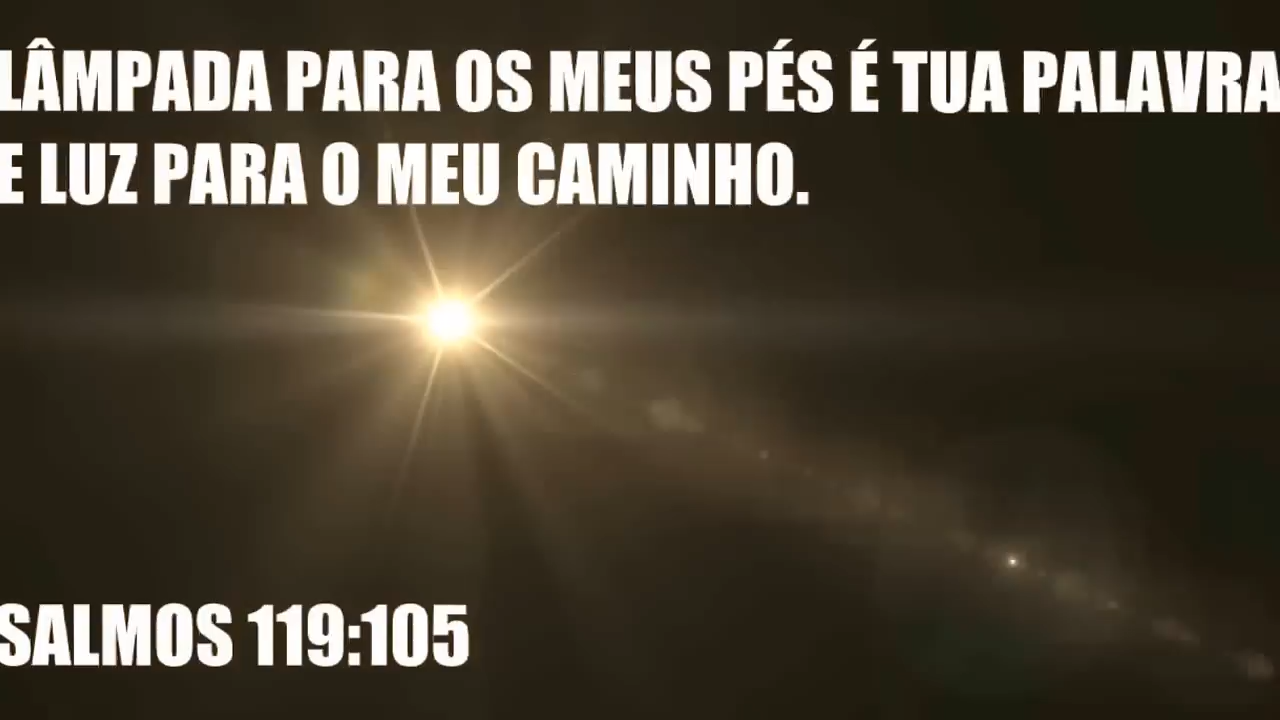 LÂMPADA PARA OS MEUS PÉS É TUA PALAVRA
E LUZ PARA O MEU CAMINHO.
SALMOS 119:105